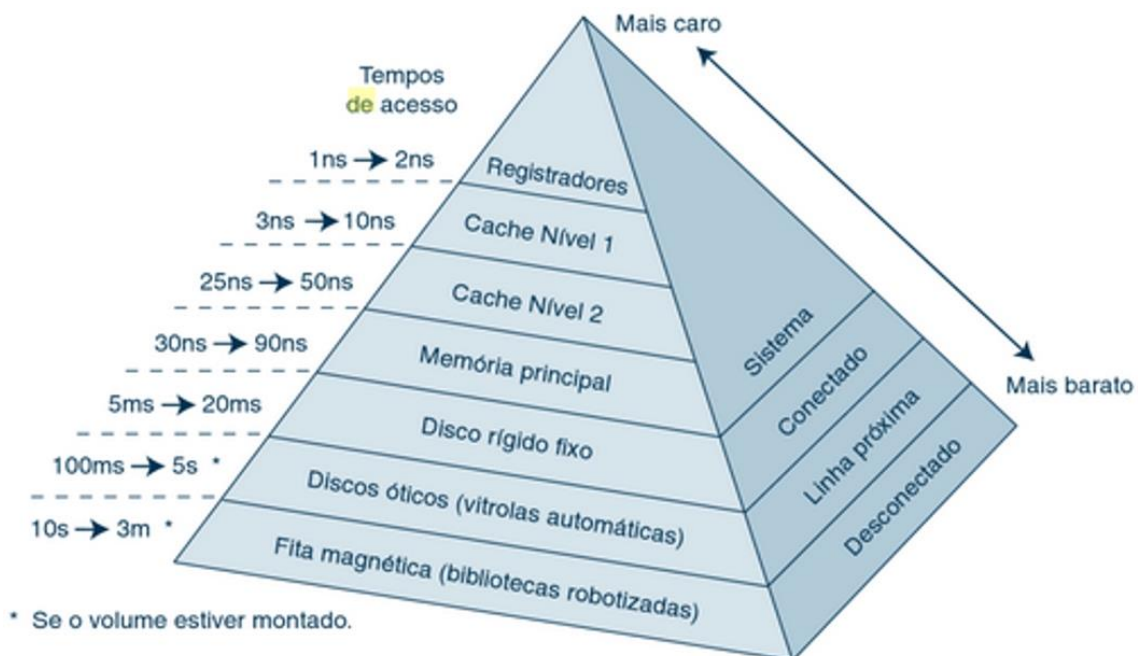 Mais caro
Tempos
de acesso
1ns → 2ns
Registradores
3ns → 10ns
Cache Nível 1
25ns → 50ns
Cache Nível 2
30ns → 90ns
Memória principal
5ms → 20ms
Disco rígido fixo
100ms → 5s *
Discos óticos (vitrolas automáticas)
10s → 3m *
Fita magnética (bibliotecas robotizadas)
Sistema
Conectado
Linha próxima
Desconectado
Mais barato
* Se o volume estiver montado.